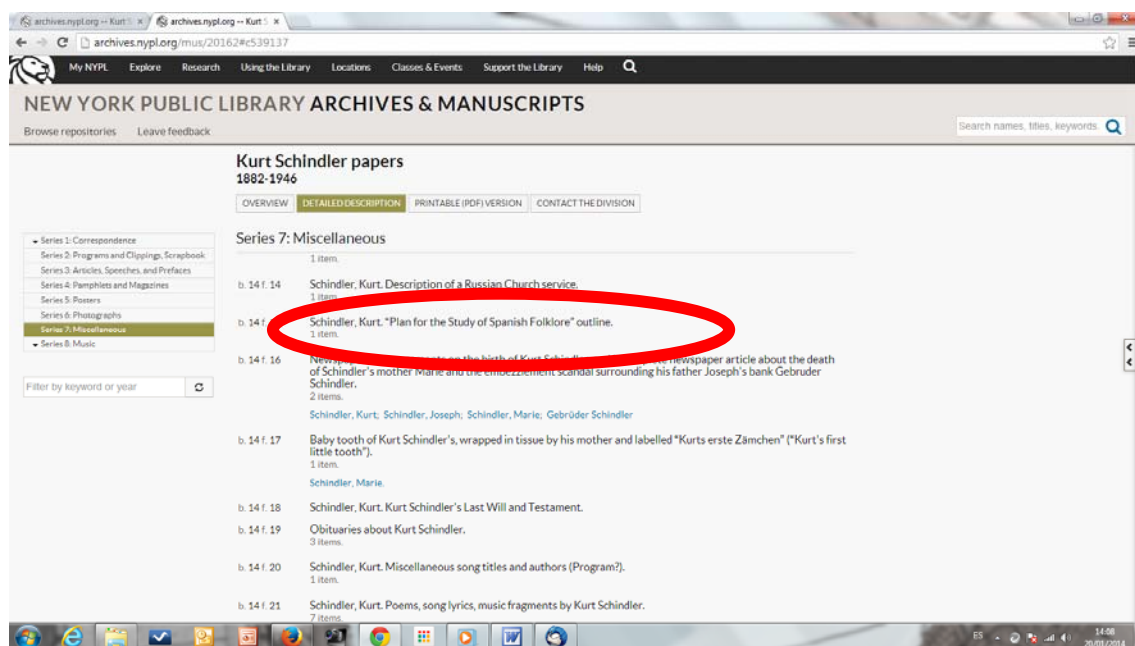 archives.nypl.org -- Kurt S × archives.nypl.org -- Kurt S ×
archives.nypl.org/mus/20162#c539137
My NYPL Explore Research Using the Library Locations Classes & Events Support the Library Help
NEW YORK PUBLIC LIBRARY ARCHIVES & MANUSCRIPTS
Browse repositories Leave feedback
Search names, titles, keywords.
Kurt Schindler papers
1882-1946
OVERVIEW DETAILED DESCRIPTION PRINTABLE (PDF) VERSION CONTACT THE DIVISION
Series 1: Correspondence
Series 2: Programs and Clippings, Scrapbook
Series 3: Articles, Speeches, and Prefaces
Series 4: Pamphlets and Magazines
Series 5: Posters
Series 6: Photographs
Series 7: Miscellaneous
Series 8: Music
Filter by keyword or year
Series 7: Miscellaneous
1 item.
b. 14 f. 14 Schindler, Kurt. Description of a Russian Church service.
1 item.
b. 14 f. Schindler, Kurt. "Plan for the Study of Spanish Folklore" outline.
1 item.
b. 14 f. 16 on the birth of Kurt newspaper article about the death
of Schindler's mother Marie and the embezzlement scandal surrounding his father Joseph's bank Gebruder
Schindler.
2 items.
Schindler, Kurt; Schindler, Joseph; Schindler, Marie; Gebrüder Schindler
b. 14 f. 17 Baby tooth of Kurt Schindler's, wrapped in tissue by his mother and labelled "Kurts erste Zämchen" ("Kurt's first
little tooth").
1 item.
Schindler, Marie.
b. 14 f. 18 Schindler, Kurt. Kurt Schindler's Last Will and Testament.
b. 14 f. 19 Obituaries about Kurt Schindler.
3 items.
b. 14 f. 20 Schindler, Kurt. Miscellaneous song titles and authors (Program?).
1 item.
b. 14 f. 21 Schindler, Kurt. Poems, song lyrics, music fragments by Kurt Schindler.
7 items.
ES 14:08
20/01/2014